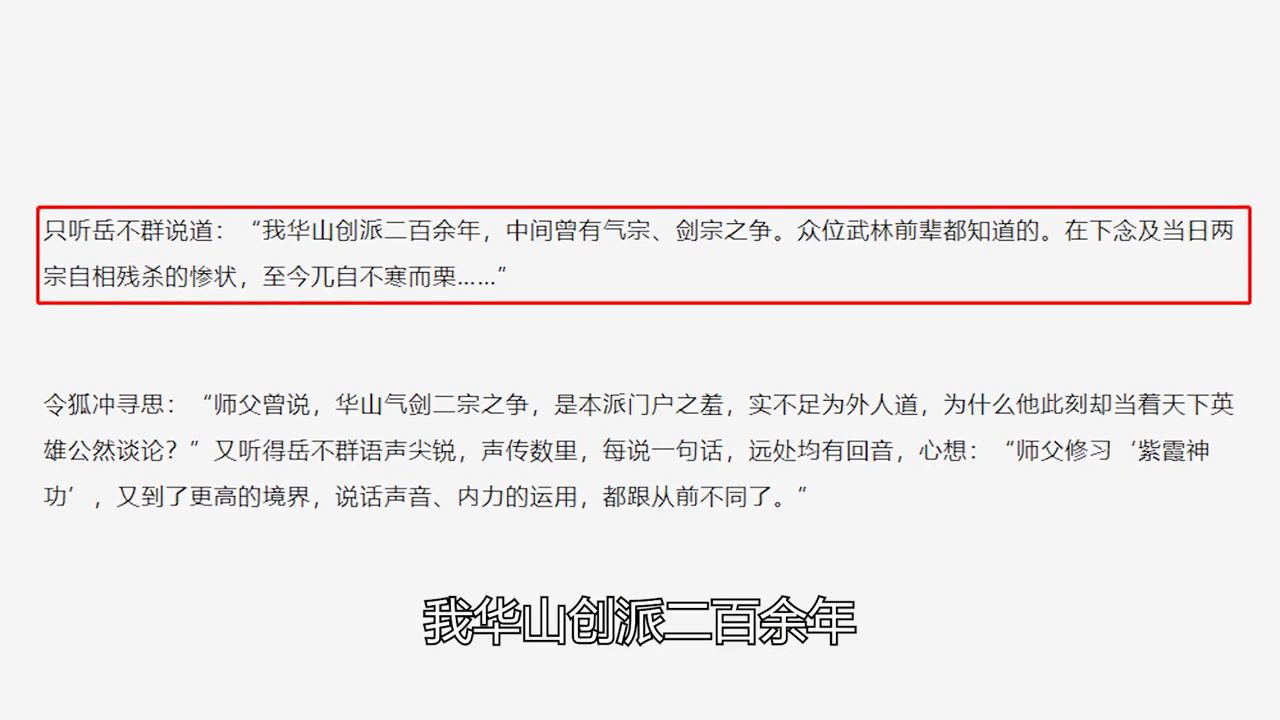 只听岳不群说道：“我华山创派二百余年，中间曾有气宗、剑宗之争。众位武林前辈都知道的。在下念及当日两
宗自相残杀的惨状，至今兀自不寒而栗……”
令狐冲寻思：“师父曾说，华山气剑二宗之争，是本派门户之羞，实不足为外人道，为什么他此刻却当着天下英
雄公然谈论？”又听得岳不群语声尖锐，声传数里，每说一句话，远处均有回音，心想：“师父修习‘紫霞神
功’，又到了更高的境界，说话声音、内力的运用，都跟从前不同了。”
我华山创派二百余年